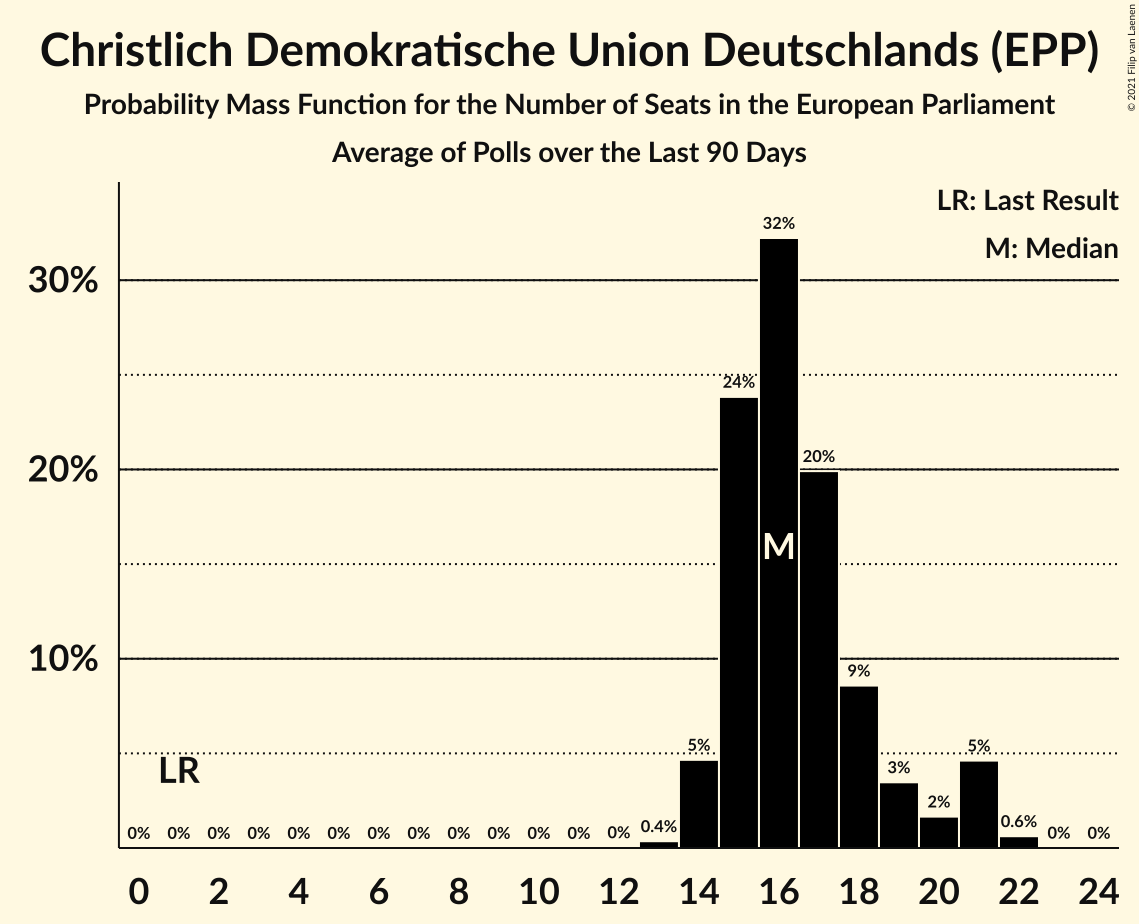 Christlich Demokratische Union Deutschlands (EPP)
Probability Mass Function for the Number of Seats in the European Parliament
Average of Polls over the Last 90 Days
© 2021 Filip van Laenen
LR: Last Result
M: Median
32%
30%
24%
20%
20%
M
10%
9%
5%
5%
LR
3%
2%
0% 0% 0% 0% 0% 0% 0% 0% 0% 0% 0% 0% 0% 0.4% 0.6% 0% 0%
0 2 4 6 8 10 12 14 16 18 20 22 24